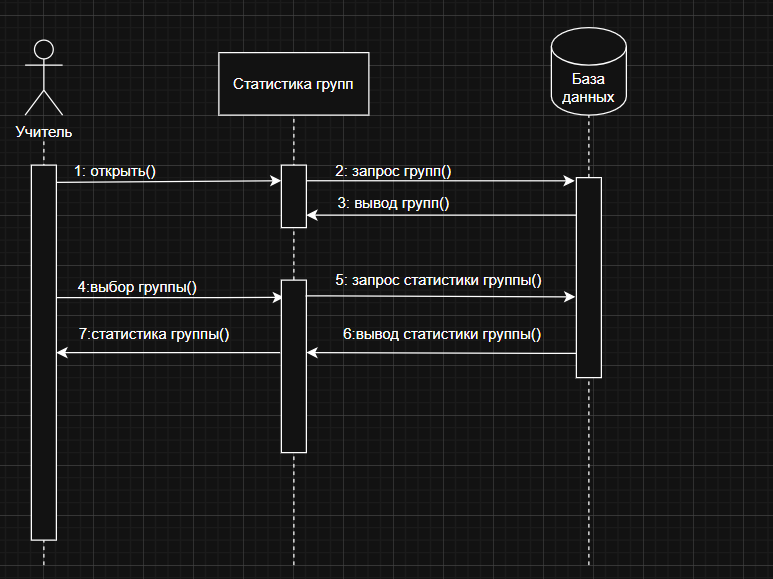 Учитель
Статистика групп
База
данных
1: открыть()
2: запрос групп()
3: вывод групп()
4:выбор группы()
5: запрос статистики группы()
7:статистика группы()
6:вывод статистики группы()